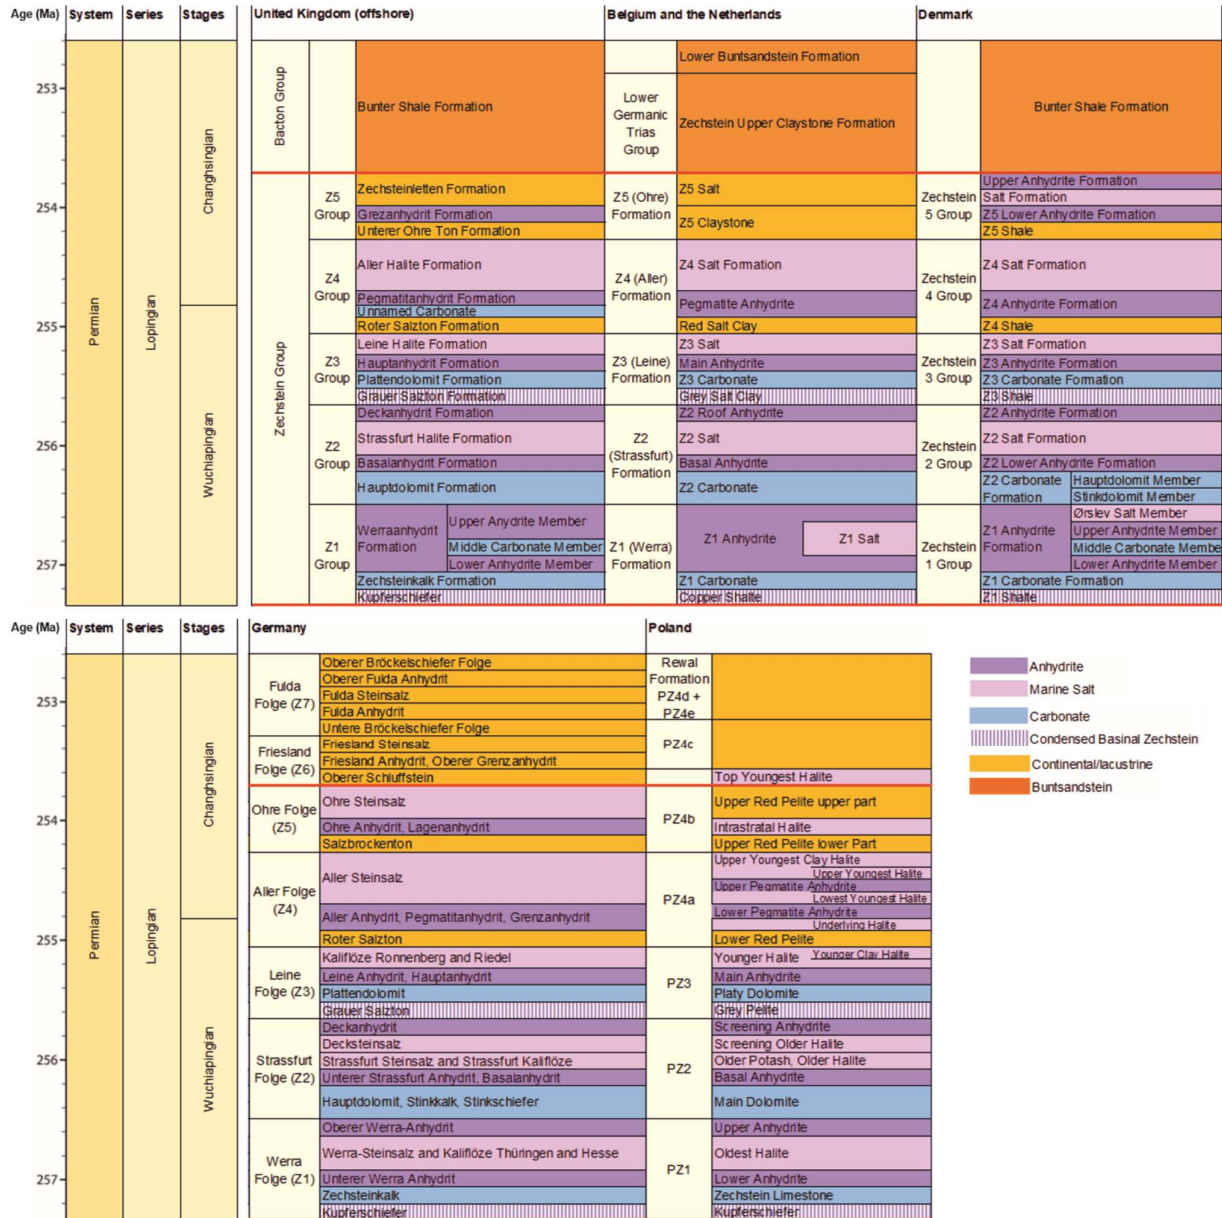 Age (Ma) System Series Stages United Kingdom (offshore) Belgium and the Netherlands Denmark
253
254
255
256
257
Permian
Lopingian
Changhsingian
Wuchiapingian
Bacton Group
Bunter Shale Formation
Zechstein Group
Z5
Group
Zechsteinletten Formation
Grezanhydrit Formation
Unterer Ohre Ton Formation
Z4
Group
Aller Halite Formation
Pegmatitanhydrit Formation
Unnamed Carbonate
Roter Salzton Formation
Z3
Group
Leine Halite Formation
Hauptanhydrit Formation
Plattendolomit Formation
Grauer Salzton Formation
Z2
Group
Deckanhydrit Formation
Strassfurt Halite Formation
Basalanhydrit Formation
Hauptdolomit Formation
Z1
Group
Werraanhydrit
Formation
Upper Anydrite Member
Middle Carbonate Member
Lower Anhydrite Member
Zechsteinkalk Formation
Kupferschiefer
Lower
Germanic
Trias
Group
Lower Buntsandstein Formation
Zechstein Upper Claystone Formation
Z5 (Ohre)
Formation
Z5 Salt
Z5 Claystone
Z4 (Aller)
Formation
Z4 Salt Formation
Pegmatite Anhydrite
Red Salt Clay
Z3 (Leine)
Formation
Z3 Salt
Main Anhydrite
Z3 Carbonate
Grey Salt Clay
Z2
(Strassfurt)
Formation
Z2 Roof Anhydrite
Z2 Salt
Basal Anhydrite
Z2 Carbonate
Z1 (Werra)
Formation
Z1 Anhydrite
Z1 Salt
Z1 Carbonate
Copper Shalte
Bunter Shale Formation
Zechstein
5 Group
Upper Anhydrite Formation
Salt Formation
Z5 Lower Anhydrite Formation
Z5 Shale
Zechstein
4 Group
Z4 Salt Formation
Z4 Anhydrite Formation
Z4 Shale
Zechstein
3 Group
Z3 Salt Formation
Z3 Anhydrite Formation
Z3 Carbonate Formation
Z3 Shale
Zechstein
2 Group
Z2 Anhydrite Formation
Z2 Salt Formation
Z2 Lower Anhydrite Formation
Z2 Carbonate
Formation
Hauptdolomit Member
Stinkdolomit Member
Zechstein
1 Group
Z1 Anhydrite
Formation
Ørslev Salt Member
Upper Anhydrite Member
Middle Carbonate Membe
Lower Anhydrite Member
Z1 Carbonate Formation
Z1 Shalte
Age (Ma) System Series Stages Germany Poland
253
254
255
256
257
Permian
Lopingian
Changhsingian
Wuchiapingian
Fulda
Folge (Z7)
Oberer Bröckelschiefer Folge
Oberer Fulda Anhydrit
Fulda Steinsalz
Fulda Anhydrit
Untere Bröckelschiefer Folge
Friesland
Folge (Z6)
Friesland Steinsalz
Friesland Anhydrit, Oberer Grenzanhydrit
Oberer Schluffstein
Ohre Folge
(Z5)
Ohre Steinsalz
Ohre Anhydrit, Lagenanhydrit
Salzbrockenton
Aller Folge
(Z4)
Aller Steinsalz
Aller Anhydrit, Pegmatitanhydrit, Grenzanhydrit
Roter Salzton
Leine
Folge (Z3)
Kaliflöze Ronnenberg and Riedel
Leine Anhydrit, Hauptanhydrit
Plattendolomit
Grauer Salzton
Strassfurt
Folge (Z2)
Deckanhydrit
Decksteinsalz
Strassfurt Steinsalz and Strassfurt Kaliflöze
Unterer Strassfurt Anhydrit, Basalanhydrit
Hauptdolomit, Stinkkalk, Stinkschiefer
Werra
Folge (Z1)
Oberer Werra-Anhydrit
Werra-Steinsalz and Kaliflöze Thüringen and Hesse
Unterer Werra Anhydrit
Zechsteinkalk
Kupferschiefer
Rewal
Formation
PZ4d +
PZ4e
PZ4c
Top Youngest Halite
PZ4b
Upper Red Pelite upper part
Intrastratal Halite
Upper Red Pelite lower Part
PZ4a
Upper Youngest Clay Halite
Upper Youngest Halite
Upper Pegmatite Anhydrite
Lowest Youngest Halite
Lower Pegmatite Anhydrite
Underlying Halite
Lower Red Pelite
PZ3
Younger Halite
Younger Clay Halite
Main Anhydrite
Platy Dolomite
Grey Pelite
PZ2
Screening Anhydrite
Screening Older Halite
Older Potash, Older Halite
Basal Anhydrite
Main Dolomite
PZ1
Upper Anhydrite
Oldest Halite
Lower Anhydrite
Zechstein Limestone
Kupferschiefer
Anhydrite
Marine Salt
Carbonate
Condensed Basinal Zechstein
Continental/lacustrine
Buntsandstein